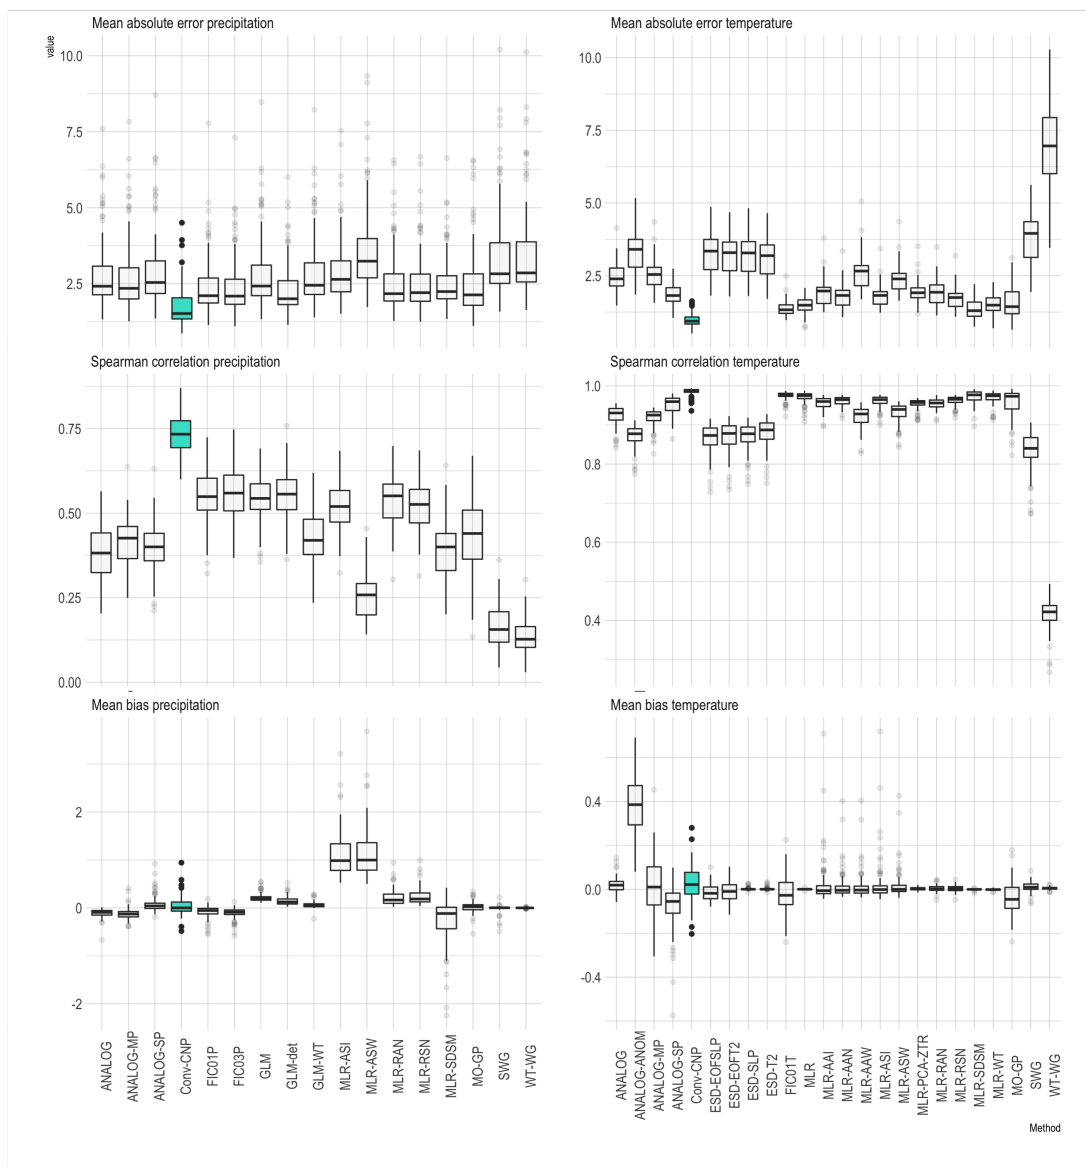 Mean absolute error precipitation
value
10.0
7.5
5.0
2.5
Mean absolute error temperature
10.0
7.5
5.0
2.5
Spearman correlation precipitation
0.75
0.50
0.25
0.00
Spearman correlation temperature
1.0
0.8
0.6
0.4
Mean bias precipitation
2
0
-2
Mean bias temperature
0.4
0.0
-0.4
ANALOG
ANALOG-MP
ANALOG-SP
Conv-CNP
FIC01P
FIC03P
GLM
GLM-det
GLM-WT
MLR-ASI
MLR-ASW
MLR-RAN
MLR-RSN
MLR-SDSM
MO-GP
SWG
WT-WG
ANALOG
ANALOG-ANOM
ANALOG-MP
ANALOG-SP
Conv-CNP
ESD-EOFSLP
ESD-EOFT2
ESD-SLP
ESD-T2
FIC01T
MLR
MLR-AAI
MLR-AAN
MLR-AAW
MLR-ASI
MLR-ASW
MLR-PCA-ZTR
MLR-RAN
MLR-RSN
MLR-SDSM
MLR-WT
MO-GP
SWG
WT-WG
Method